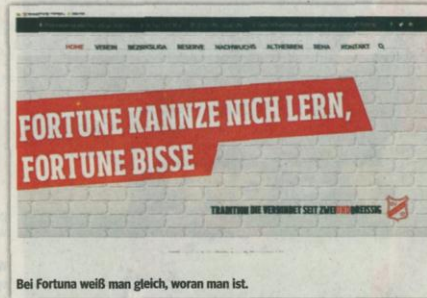 HOME VEREIN BEZIRKSLIGA RESERVE NACHWUCHS ALTHERREN REHA KONTAKT
FORTUNE KANNZE NICH LERN,
FORTUNE BISSE
TRADITION DIE VERBINDET SEIT ZWEIUNDDREISSIG
Bei Fortuna weiß man gleich, woran man ist.